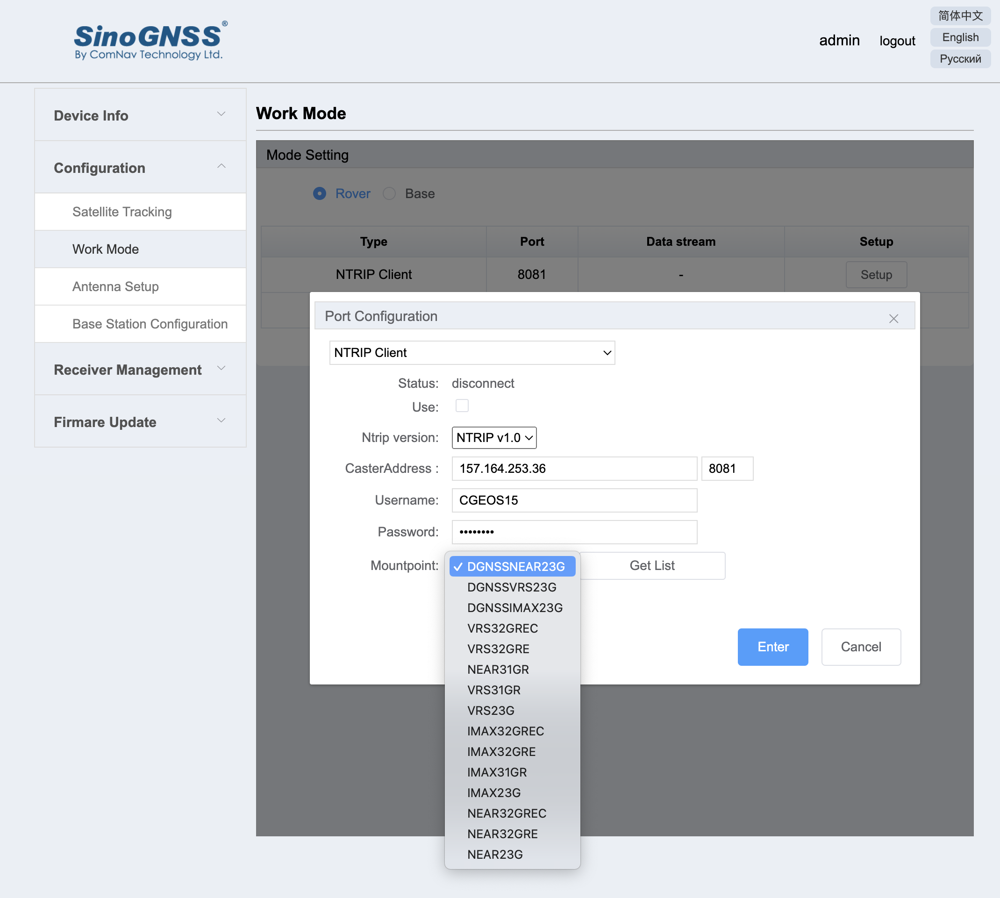 SinoGNSS®
By ComNav Technology Ltd.
admin
logout
简体中文
English
Русский
Device Info
Configuration
Satellite Tracking
Work Mode
Antenna Setup
Base Station Configuration
Receiver Management
Firmare Update
Work Mode
Mode Setting
Rover
Base
Type Port Data stream Setup
NTRIP Client 8081 - Setup
Port Configuration
NTRIP Client
Status: disconnect
Use:
Ntrip version: NTRIP v1.0
CasterAddress : 157.164.253.36 8081
Username: CGEOS15
Password: ••••••••
Mountpoint: ✓ DGNSSNEAR23G Get List
DGNSSVRS23G
DGNSSIMAX23G
VRS32GREC
VRS32GRE
NEAR31GR
VRS31GR
VRS23G
IMAX32GREC
IMAX32GRE
IMAX31GR
IMAX23G
NEAR32GREC
NEAR32GRE
NEAR23G
Enter
Cancel